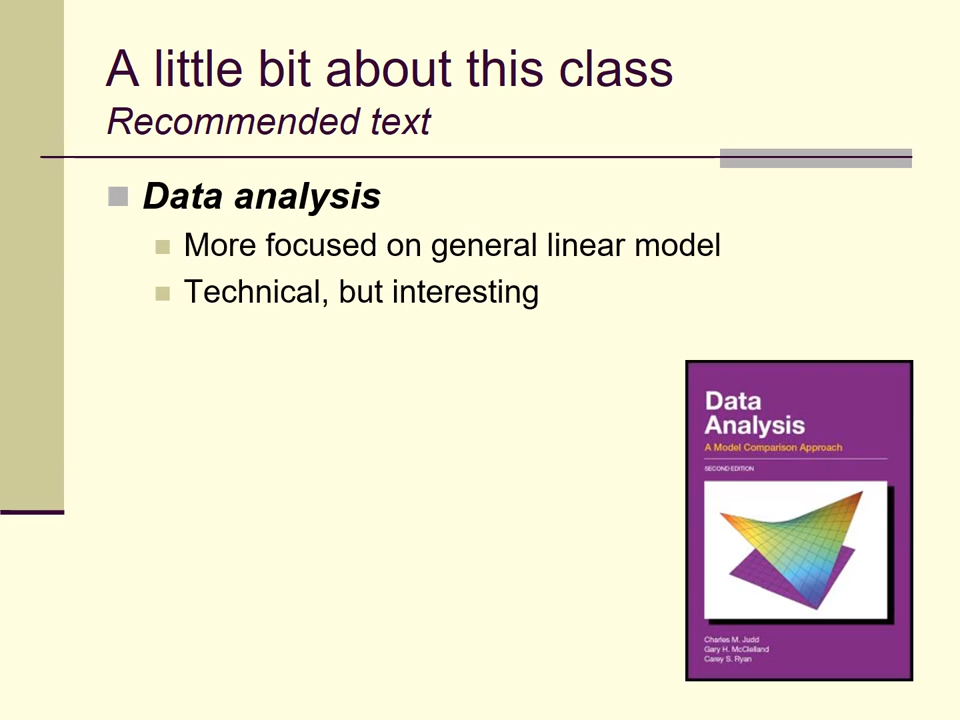 A little bit about this class
Recommended text
Data analysis
More focused on general linear model
Technical, but interesting
Data
Analysis
A Model Comparison Approach
SECOND EDITION
Charles M. Judd
Gary H. McClelland
Carey S. Ryan